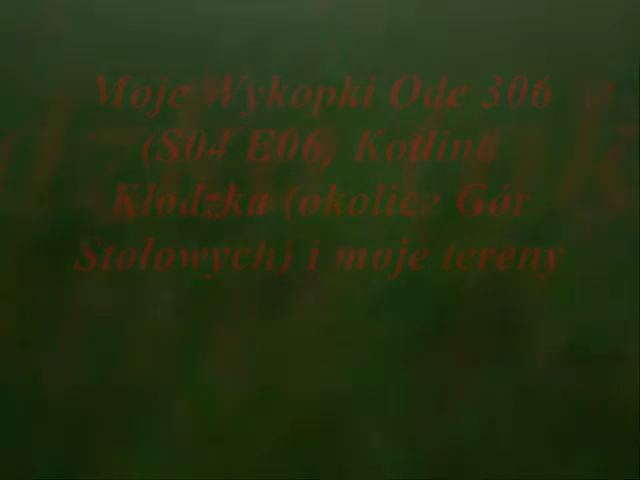 Moje Wykopki Odc 306
(S04 E06) Kotlina
Kłodzka (okolice Gór
Stołowych) i moje tereny